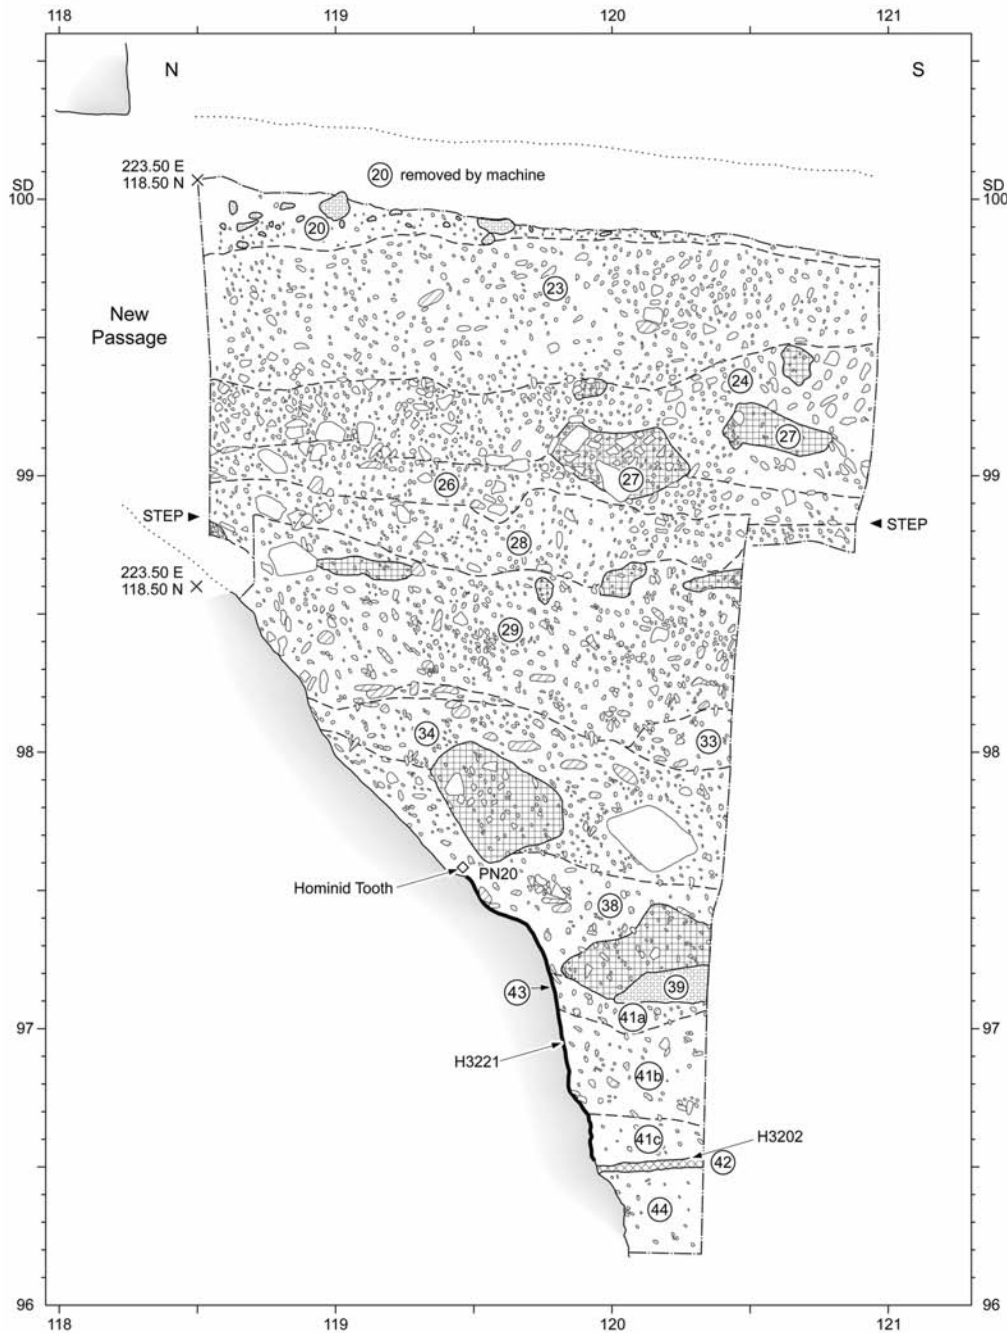 118 119 120 121
N S
223.50 E
118.50 N
20 removed by machine
SD SD
100 100
20
23
New
Passage
24
27
99 99
26 27
STEP STEP
28
223.50 E
118.50 N
29
98 34 33 98
Hominid Tooth PN20
38
43 39
41a
97 97
H3221
41b
41c H3202
42
44
96 96
118 119 120 121